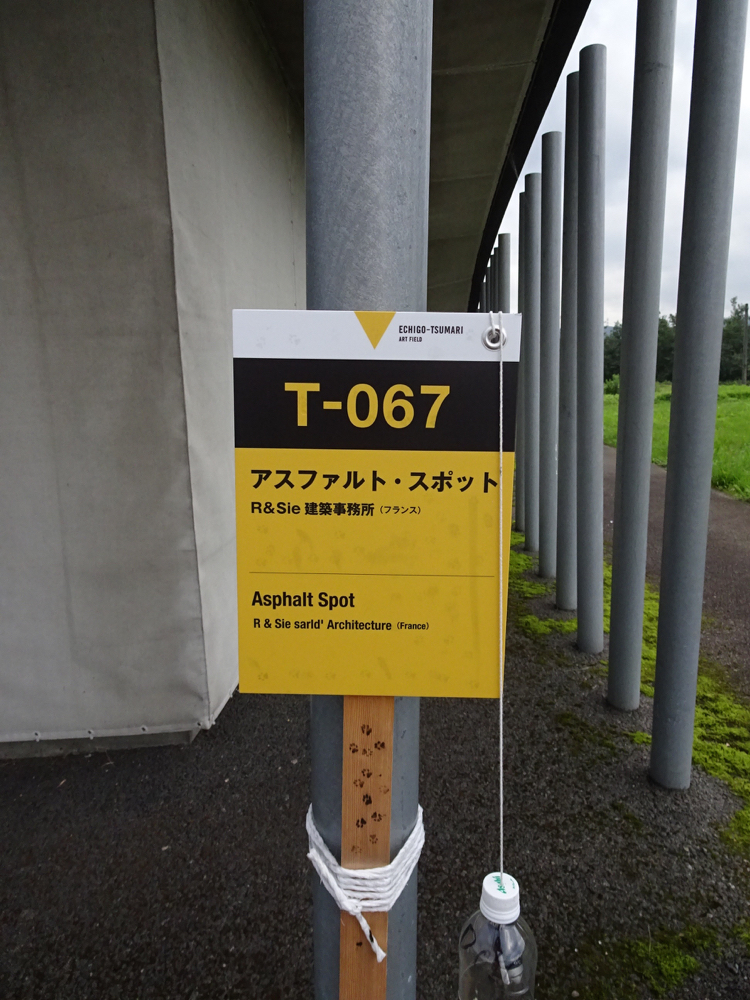 ECHIGO-TSUMARI
ART FIELD
T-067
アスファルト・スポット
R&Sie 建築事務所（フランス）
Asphalt Spot
R & Sie sarld' Architecture（France）